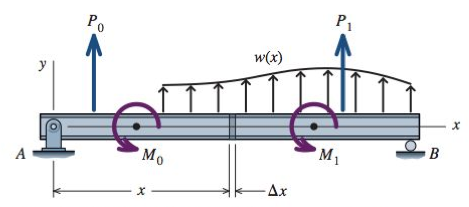 P₀ P₁
w(x)
y
x
A M₀ M₁ B
x Δx